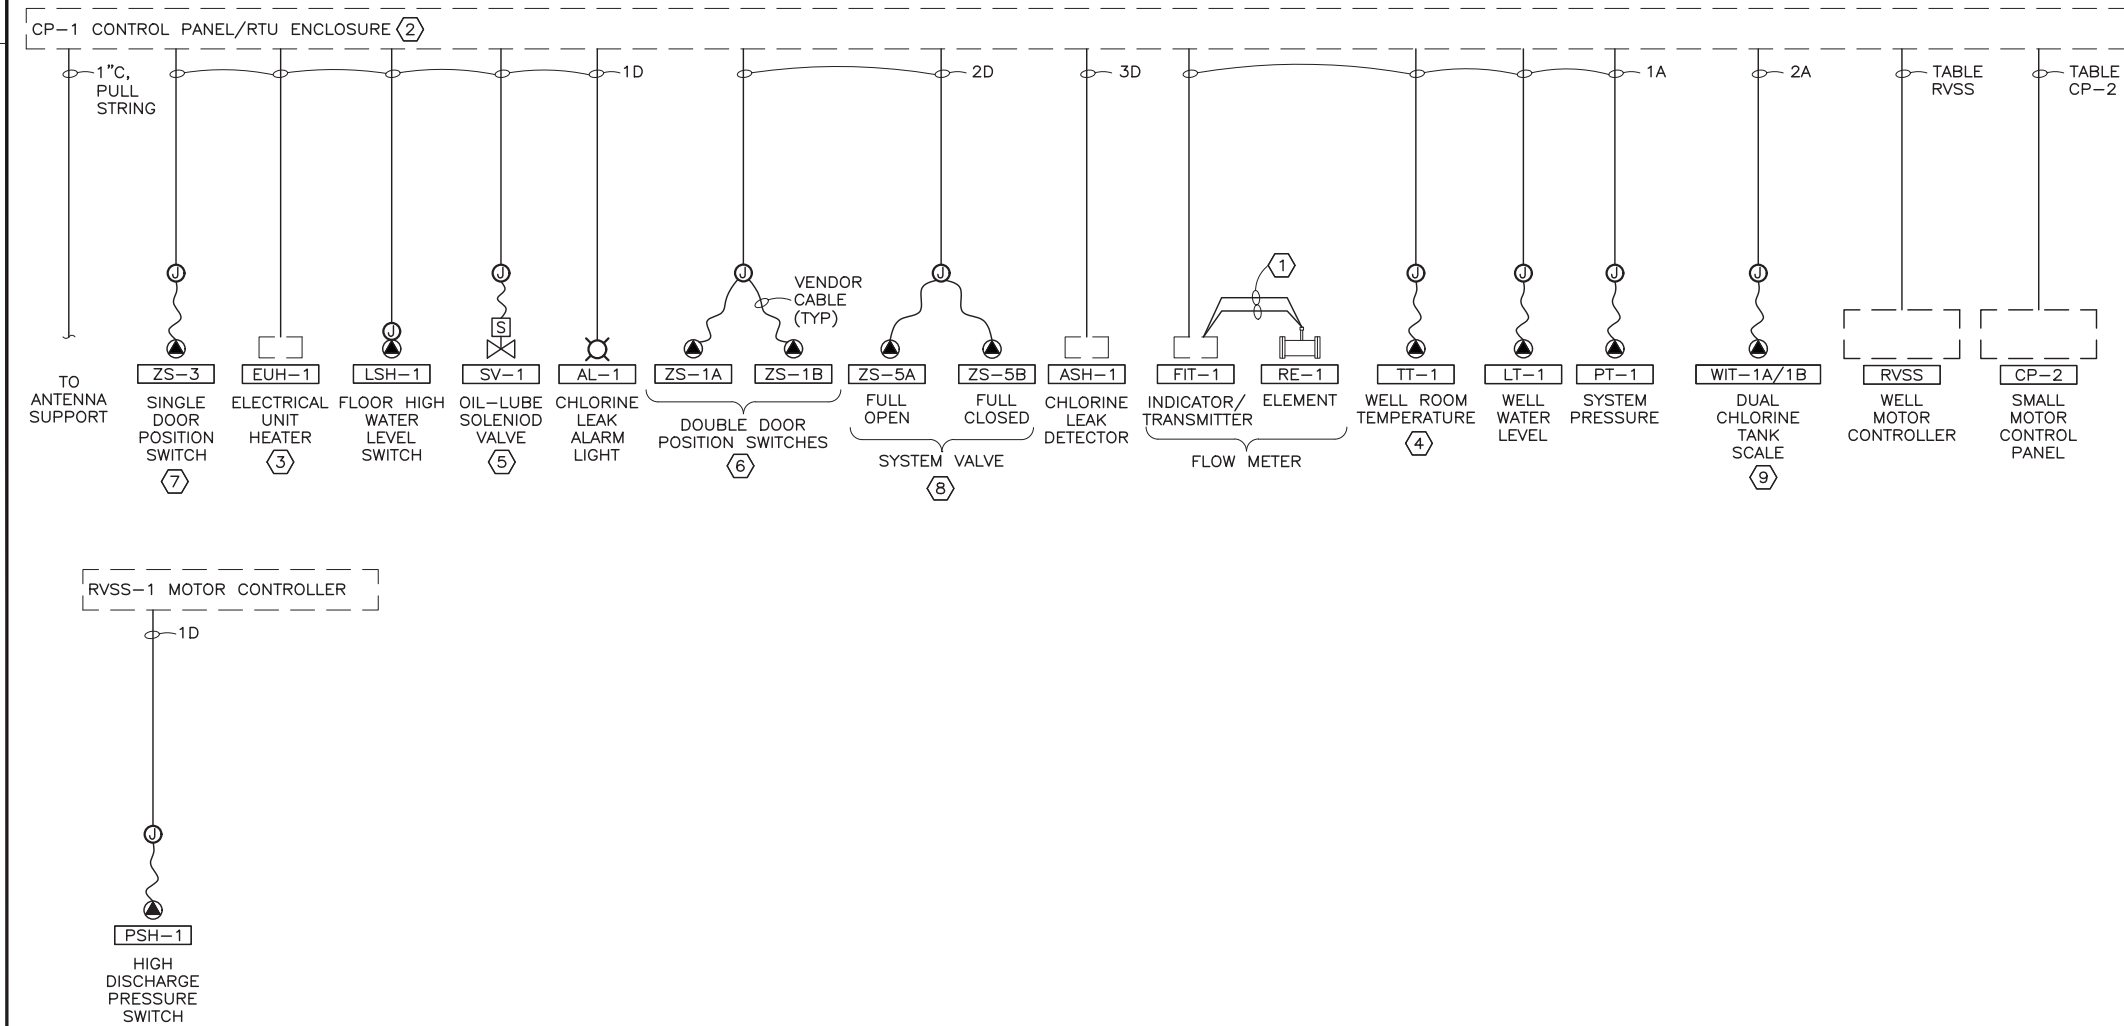 CP-1 CONTROL PANEL/RTU ENCLOSURE 2
1"C,
PULL
STRING
1D
2D
3D
1A
2A
TABLE
RVSS
TABLE
CP-2
J
J
J
J
J
J
J
J
J
VENDOR
CABLE
(TYP)
1
S
TO
ANTENNA
SUPPORT
ZS-3
SINGLE
DOOR
POSITION
SWITCH
7
EUH-1
ELECTRICAL
UNIT
HEATER
3
LSH-1
FLOOR HIGH
WATER
LEVEL
SWITCH
SV-1
OIL-LUBE
SOLENIOD
VALVE
5
AL-1
CHLORINE
LEAK
ALARM
LIGHT
ZS-1A
ZS-1B
DOUBLE DOOR
POSITION SWITCHES
6
ZS-5A
FULL
OPEN
ZS-5B
FULL
CLOSED
SYSTEM VALVE
8
ASH-1
CHLORINE
LEAK
DETECTOR
FIT-1
INDICATOR/
TRANSMITTER
RE-1
ELEMENT
FLOW METER
TT-1
WELL ROOM
TEMPERATURE
4
LT-1
WELL
WATER
LEVEL
PT-1
SYSTEM
PRESSURE
WIT-1A/1B
DUAL
CHLORINE
TANK
SCALE
9
RVSS
WELL
MOTOR
CONTROLLER
CP-2
SMALL
MOTOR
CONTROL
PANEL
RVSS-1 MOTOR CONTROLLER
1D
J
PSH-1
HIGH
DISCHARGE
PRESSURE
SWITCH